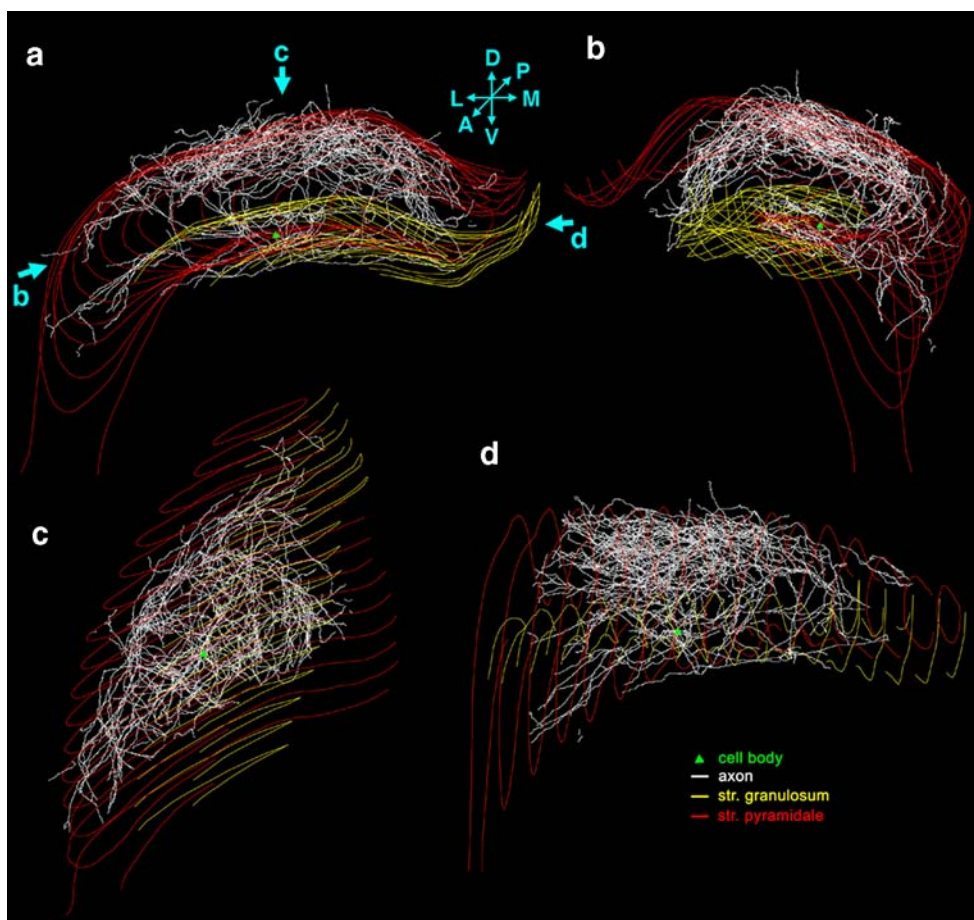 a
c
D
P
L
M
A
V
b
b
d
c
d
cell body
axon
str. granulosum
str. pyramidale